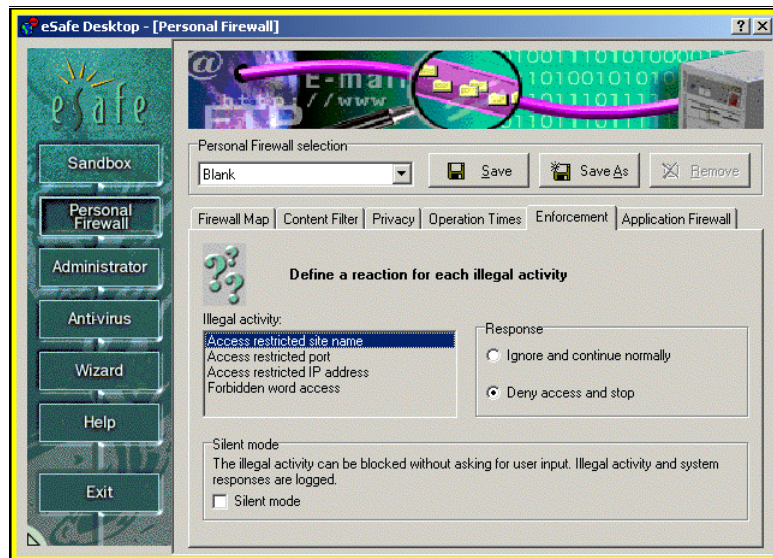 eSafe Desktop - [Personal Firewall]
eSafe
Sandbox
Personal
Firewall
Administrator
Anti-virus
Wizard
Help
Exit
@
E-mail
http://www
FTP
Personal Firewall selection
Blank
Save
Save As
Remove
Firewall Map
Content Filter
Privacy
Operation Times
Enforcement
Application Firewall
Define a reaction for each illegal activity
Illegal activity:
Access restricted site name
Access restricted port
Access restricted IP address
Forbidden word access
Response
Ignore and continue normally
Deny access and stop
Silent mode
The illegal activity can be blocked without asking for user input. Illegal activity and system
responses are logged.
Silent mode